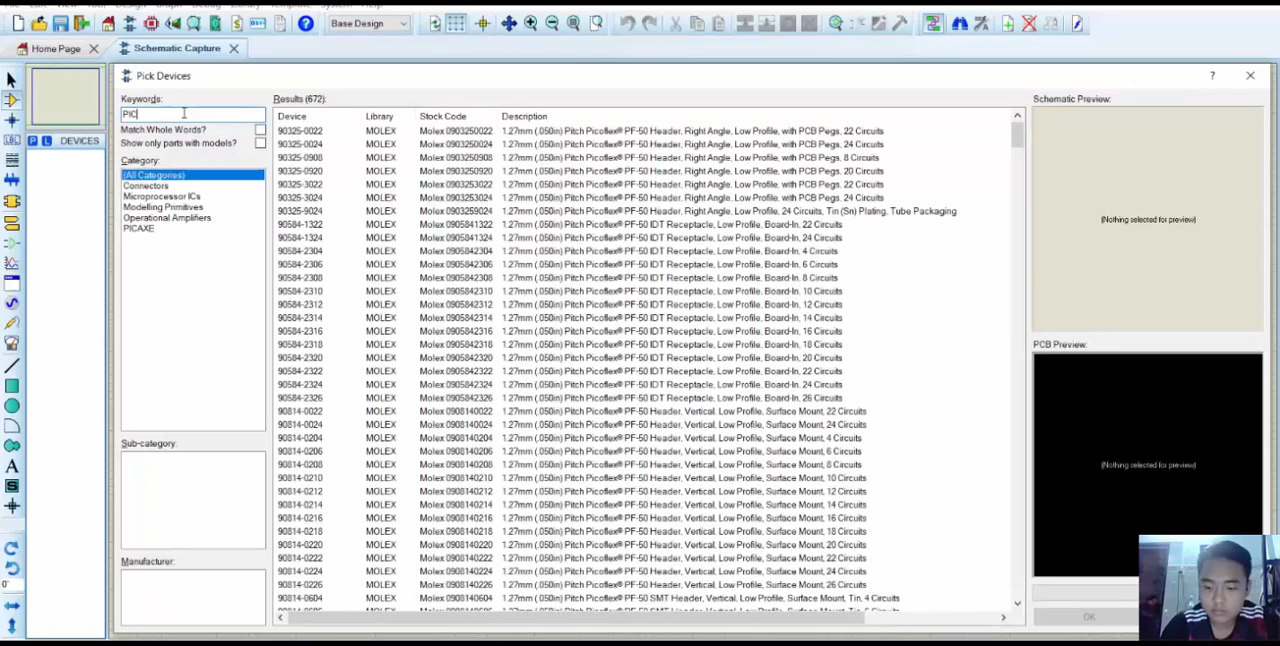 Base Design
Home Page
Schematic Capture
Pick Devices
?
Keywords:
PIC
Match Whole Words?
Show only parts with models?
Category:
(All Categories)
Connectors
Microprocessor ICs
Modelling Primitives
Operational Amplifiers
PICAXE
Sub-category:
Manufacturer:
P L DEVICES
Results (672):
Device Library Stock Code Description
90325-0022 MOLEX Molex 0903250022 1.27mm (.050in) Pitch Picoflex® PF-50 Header, Right Angle, Low Profile, with PCB Pegs, 22 Circuits
90325-0024 MOLEX Molex 0903250024 1.27mm (.050in) Pitch Picoflex® PF-50 Header, Right Angle, Low Profile, with PCB Pegs, 24 Circuits
90325-0908 MOLEX Molex 0903250908 1.27mm (.050in) Pitch Picoflex® PF-50 Header, Right Angle, Low Profile, with PCB Pegs, 8 Circuits
90325-0920 MOLEX Molex 0903250920 1.27mm (.050in) Pitch Picoflex® PF-50 Header, Right Angle, Low Profile, with PCB Pegs, 20 Circuits
90325-3022 MOLEX Molex 0903253022 1.27mm (.050in) Pitch Picoflex® PF-50 Header, Right Angle, Low Profile, with PCB Pegs, 22 Circuits
90325-3024 MOLEX Molex 0903253024 1.27mm (.050in) Pitch Picoflex® PF-50 Header, Right Angle, Low Profile, with PCB Pegs, 24 Circuits
90325-9024 MOLEX Molex 0903259024 1.27mm (.050in) Pitch Picoflex® PF-50 Header, Right Angle, Low Profile, 24 Circuits, Tin (Sn) Plating, Tube Packaging
90584-1322 MOLEX Molex 0905841322 1.27mm (.050in) Pitch Picoflex® PF-50 IDT Receptacle, Low Profile, Board-In, 22 Circuits
90584-1324 MOLEX Molex 0905841324 1.27mm (.050in) Pitch Picoflex® PF-50 IDT Receptacle, Low Profile, Board-In, 24 Circuits
90584-2304 MOLEX Molex 0905842304 1.27mm (.050in) Pitch Picoflex® PF-50 IDT Receptacle, Low Profile, Board-In, 4 Circuits
90584-2306 MOLEX Molex 0905842306 1.27mm (.050in) Pitch Picoflex® PF-50 IDT Receptacle, Low Profile, Board-In, 6 Circuits
90584-2308 MOLEX Molex 0905842308 1.27mm (.050in) Pitch Picoflex® PF-50 IDT Receptacle, Low Profile, Board-In, 8 Circuits
90584-2310 MOLEX Molex 0905842310 1.27mm (.050in) Pitch Picoflex® PF-50 IDT Receptacle, Low Profile, Board-In, 10 Circuits
90584-2312 MOLEX Molex 0905842312 1.27mm (.050in) Pitch Picoflex® PF-50 IDT Receptacle, Low Profile, Board-In, 12 Circuits
90584-2314 MOLEX Molex 0905842314 1.27mm (.050in) Pitch Picoflex® PF-50 IDT Receptacle, Low Profile, Board-In, 14 Circuits
90584-2316 MOLEX Molex 0905842316 1.27mm (.050in) Pitch Picoflex® PF-50 IDT Receptacle, Low Profile, Board-In, 16 Circuits
90584-2318 MOLEX Molex 0905842318 1.27mm (.050in) Pitch Picoflex® PF-50 IDT Receptacle, Low Profile, Board-In, 18 Circuits
90584-2320 MOLEX Molex 0905842320 1.27mm (.050in) Pitch Picoflex® PF-50 IDT Receptacle, Low Profile, Board-In, 20 Circuits
90584-2322 MOLEX Molex 0905842322 1.27mm (.050in) Pitch Picoflex® PF-50 IDT Receptacle, Low Profile, Board-In, 22 Circuits
90584-2324 MOLEX Molex 0905842324 1.27mm (.050in) Pitch Picoflex® PF-50 IDT Receptacle, Low Profile, Board-In, 24 Circuits
90584-2326 MOLEX Molex 0905842326 1.27mm (.050in) Pitch Picoflex® PF-50 IDT Receptacle, Low Profile, Board-In, 26 Circuits
90814-0022 MOLEX Molex 0908140022 1.27mm (.050in) Pitch Picoflex® PF-50 Header, Vertical, Low Profile, Surface Mount, 22 Circuits
90814-0024 MOLEX Molex 0908140024 1.27mm (.050in) Pitch Picoflex® PF-50 Header, Vertical, Low Profile, Surface Mount, 24 Circuits
90814-0204 MOLEX Molex 0908140204 1.27mm (.050in) Pitch Picoflex® PF-50 Header, Vertical, Low Profile, Surface Mount, 4 Circuits
90814-0206 MOLEX Molex 0908140206 1.27mm (.050in) Pitch Picoflex® PF-50 Header, Vertical, Low Profile, Surface Mount, 6 Circuits
90814-0208 MOLEX Molex 0908140208 1.27mm (.050in) Pitch Picoflex® PF-50 Header, Vertical, Low Profile, Surface Mount, 8 Circuits
90814-0210 MOLEX Molex 0908140210 1.27mm (.050in) Pitch Picoflex® PF-50 Header, Vertical, Low Profile, Surface Mount, 10 Circuits
90814-0212 MOLEX Molex 0908140212 1.27mm (.050in) Pitch Picoflex® PF-50 Header, Vertical, Low Profile, Surface Mount, 12 Circuits
90814-0214 MOLEX Molex 0908140214 1.27mm (.050in) Pitch Picoflex® PF-50 Header, Vertical, Low Profile, Surface Mount, 14 Circuits
90814-0216 MOLEX Molex 0908140216 1.27mm (.050in) Pitch Picoflex® PF-50 Header, Vertical, Low Profile, Surface Mount, 16 Circuits
90814-0218 MOLEX Molex 0908140218 1.27mm (.050in) Pitch Picoflex® PF-50 Header, Vertical, Low Profile, Surface Mount, 18 Circuits
90814-0220 MOLEX Molex 0908140220 1.27mm (.050in) Pitch Picoflex® PF-50 Header, Vertical, Low Profile, Surface Mount, 20 Circuits
90814-0222 MOLEX Molex 0908140222 1.27mm (.050in) Pitch Picoflex® PF-50 Header, Vertical, Low Profile, Surface Mount, 22 Circuits
90814-0224 MOLEX Molex 0908140224 1.27mm (.050in) Pitch Picoflex® PF-50 Header, Vertical, Low Profile, Surface Mount, 24 Circuits
90814-0226 MOLEX Molex 0908140226 1.27mm (.050in) Pitch Picoflex® PF-50 Header, Vertical, Low Profile, Surface Mount, 26 Circuits
90814-0604 MOLEX Molex 0908140604 1.27mm (.050in) Pitch Picoflex® PF-50 SMT Header, Vertical, Low Profile, Surface Mount, Tin, 4 Circuits
Schematic Preview:
(Nothing selected for preview)
PCB Preview:
(Nothing selected for preview)
OK